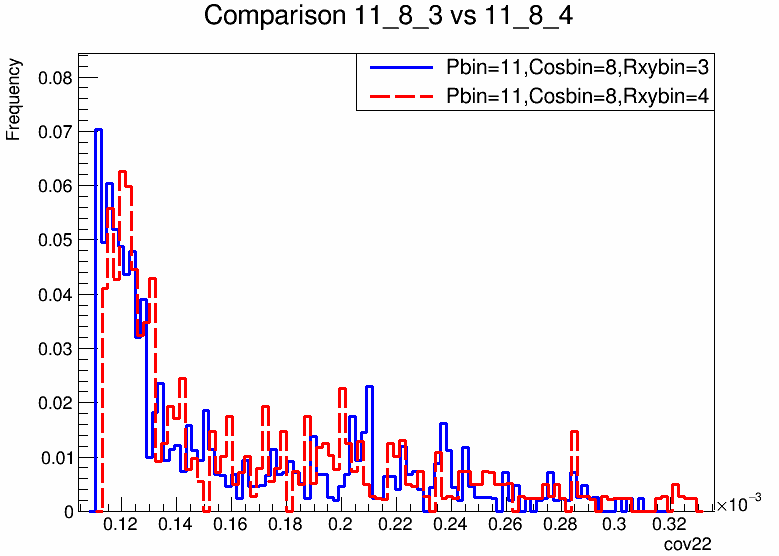 Comparison 11_8_3 vs 11_8_4
Pbin=11,Cosbin=8,Rxybin=3
Pbin=11,Cosbin=8,Rxybin=4
Frequency
0.08
0.07
0.06
0.05
0.04
0.03
0.02
0.01
0
0.12 0.14 0.16 0.18 0.2 0.22 0.24 0.26 0.28 0.3 0.32
×10⁻³
cov22